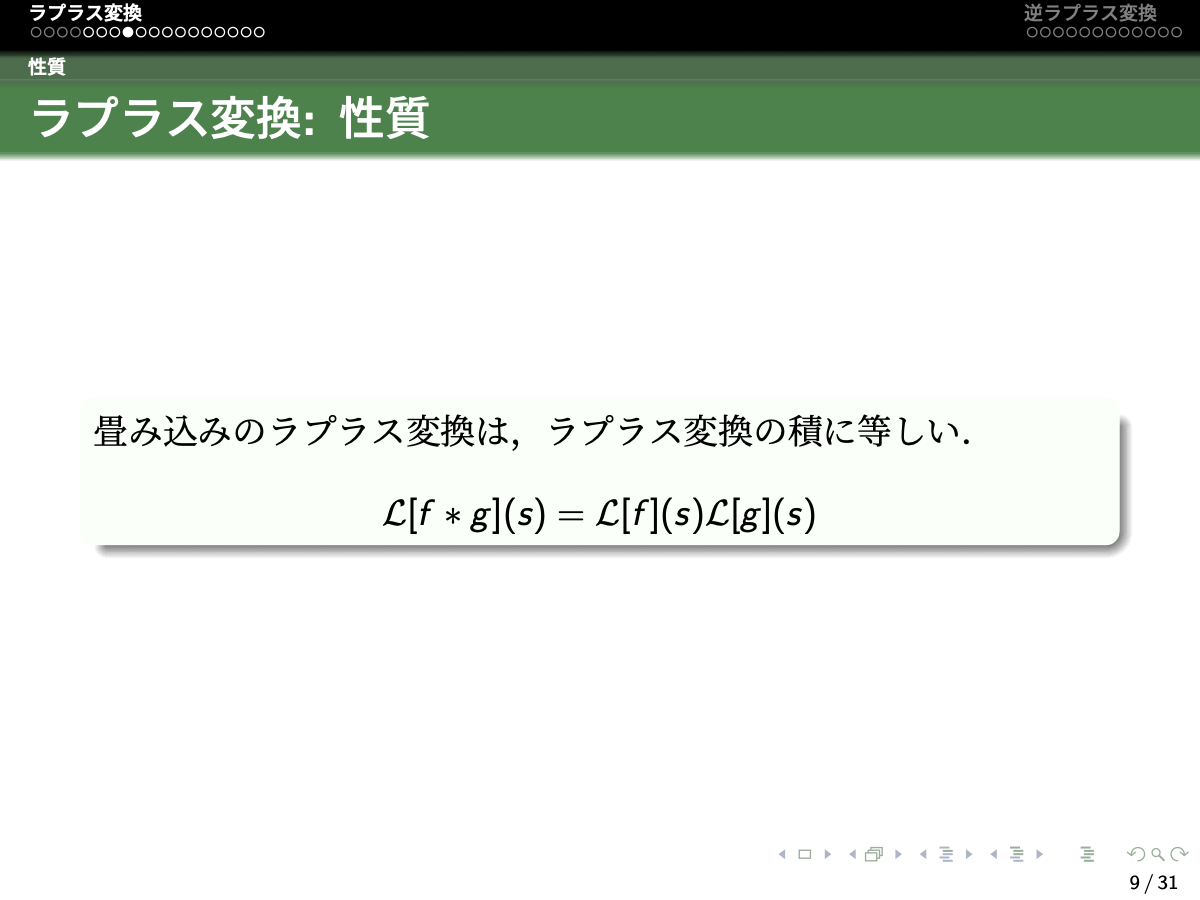 ラプラス変換
逆ラプラス変換
性質
ラプラス変換: 性質
畳み込みのラプラス変換は，ラプラス変換の積に等しい．
ℒ[f ∗ g](s) = ℒ[f](s)ℒ[g](s)
9 / 31